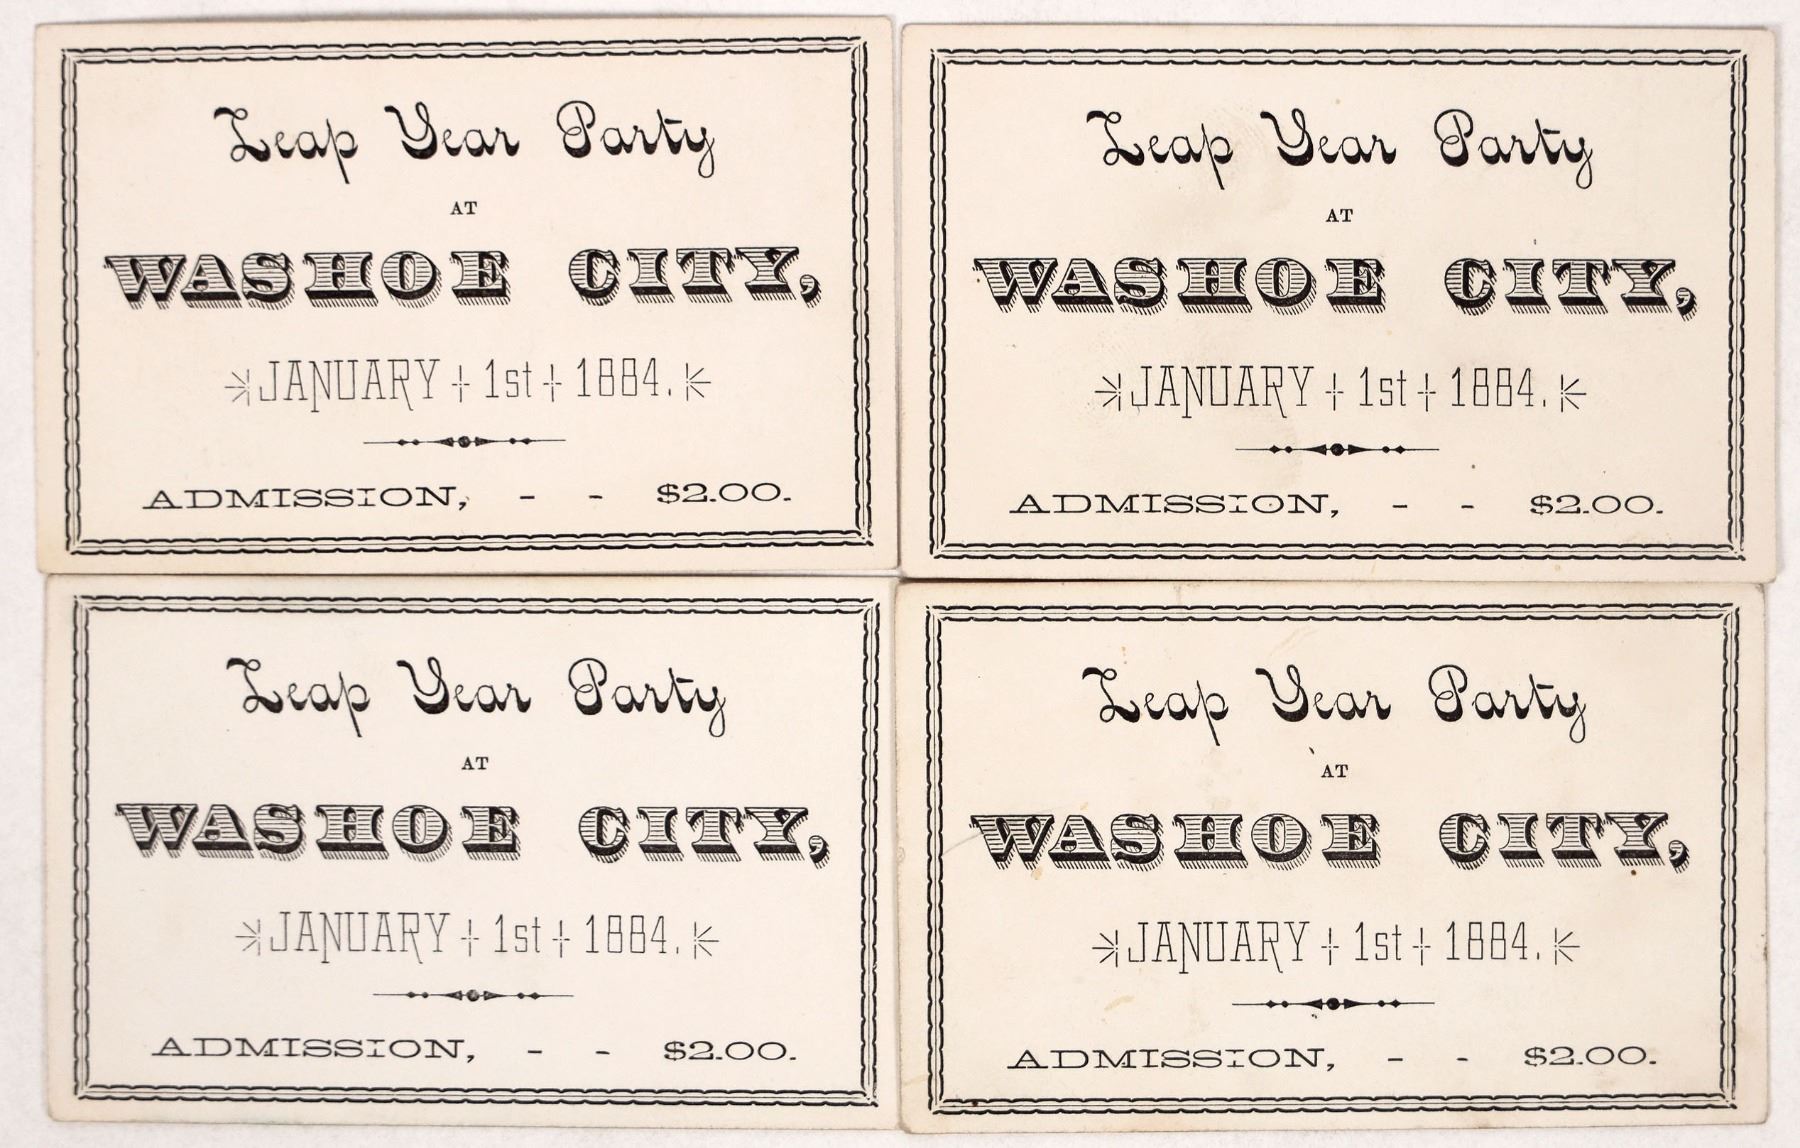 Leap Year Party
AT
WASHOE CITY,
JANUARY 1st 1884.
ADMISSION, - - $2.00.
Leap Year Party
AT
WASHOE CITY,
JANUARY 1st 1884.
ADMISSION, - - $2.00.
Leap Year Party
AT
WASHOE CITY,
JANUARY 1st 1884.
ADMISSION, - - $2.00.
Leap Year Party
AT
WASHOE CITY,
JANUARY 1st 1884.
ADMISSION, - - $2.00.